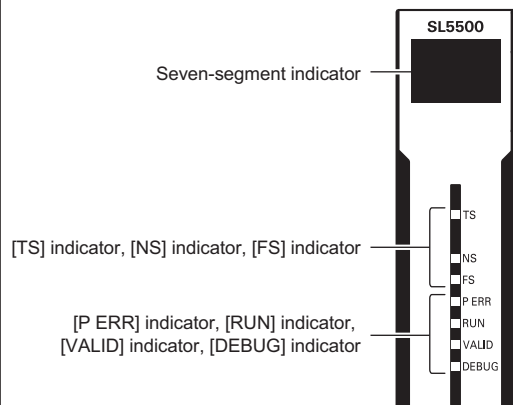 SL5500
Seven-segment indicator
[TS] indicator, [NS] indicator, [FS] indicator
TS
NS
FS
[P ERR] indicator, [RUN] indicator,
[VALID] indicator, [DEBUG] indicator
P ERR
RUN
VALID
DEBUG